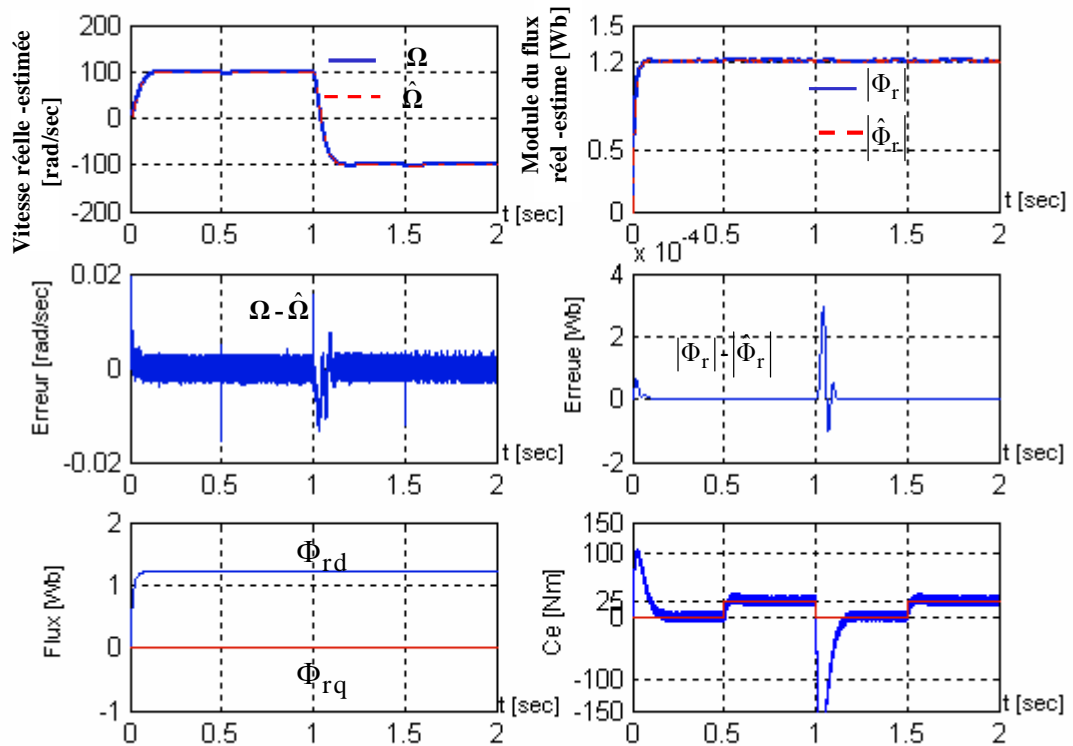 Vitesse réelle -estimée
[rad/sec]
200
100
0
-100
-200
Ω
Ω̂
t [sec]
0 0.5 1 1.5 2
Module du flux
réel -estime [Wb]
1.5
1.2
0.5
0
|Φr|
|Φ̂r|
t [sec]
0 0.5 1 1.5 2
Erreur [rad/sec]
0.02
0
-0.02
Ω - Ω̂
t [sec]
0 0.5 1 1.5 2
x 10-4
Erreue [Wb]
4
2
0
-2
|Φr| - |Φ̂r|
t [sec]
0 0.5 1 1.5 2
Flux [Wb]
2
1
0
-1
Φrd
Φrq
t [sec]
0 0.5 1 1.5 2
Ce [Nm]
150
100
25
0
-100
-150
t [sec]
0 0.5 1 1.5 2